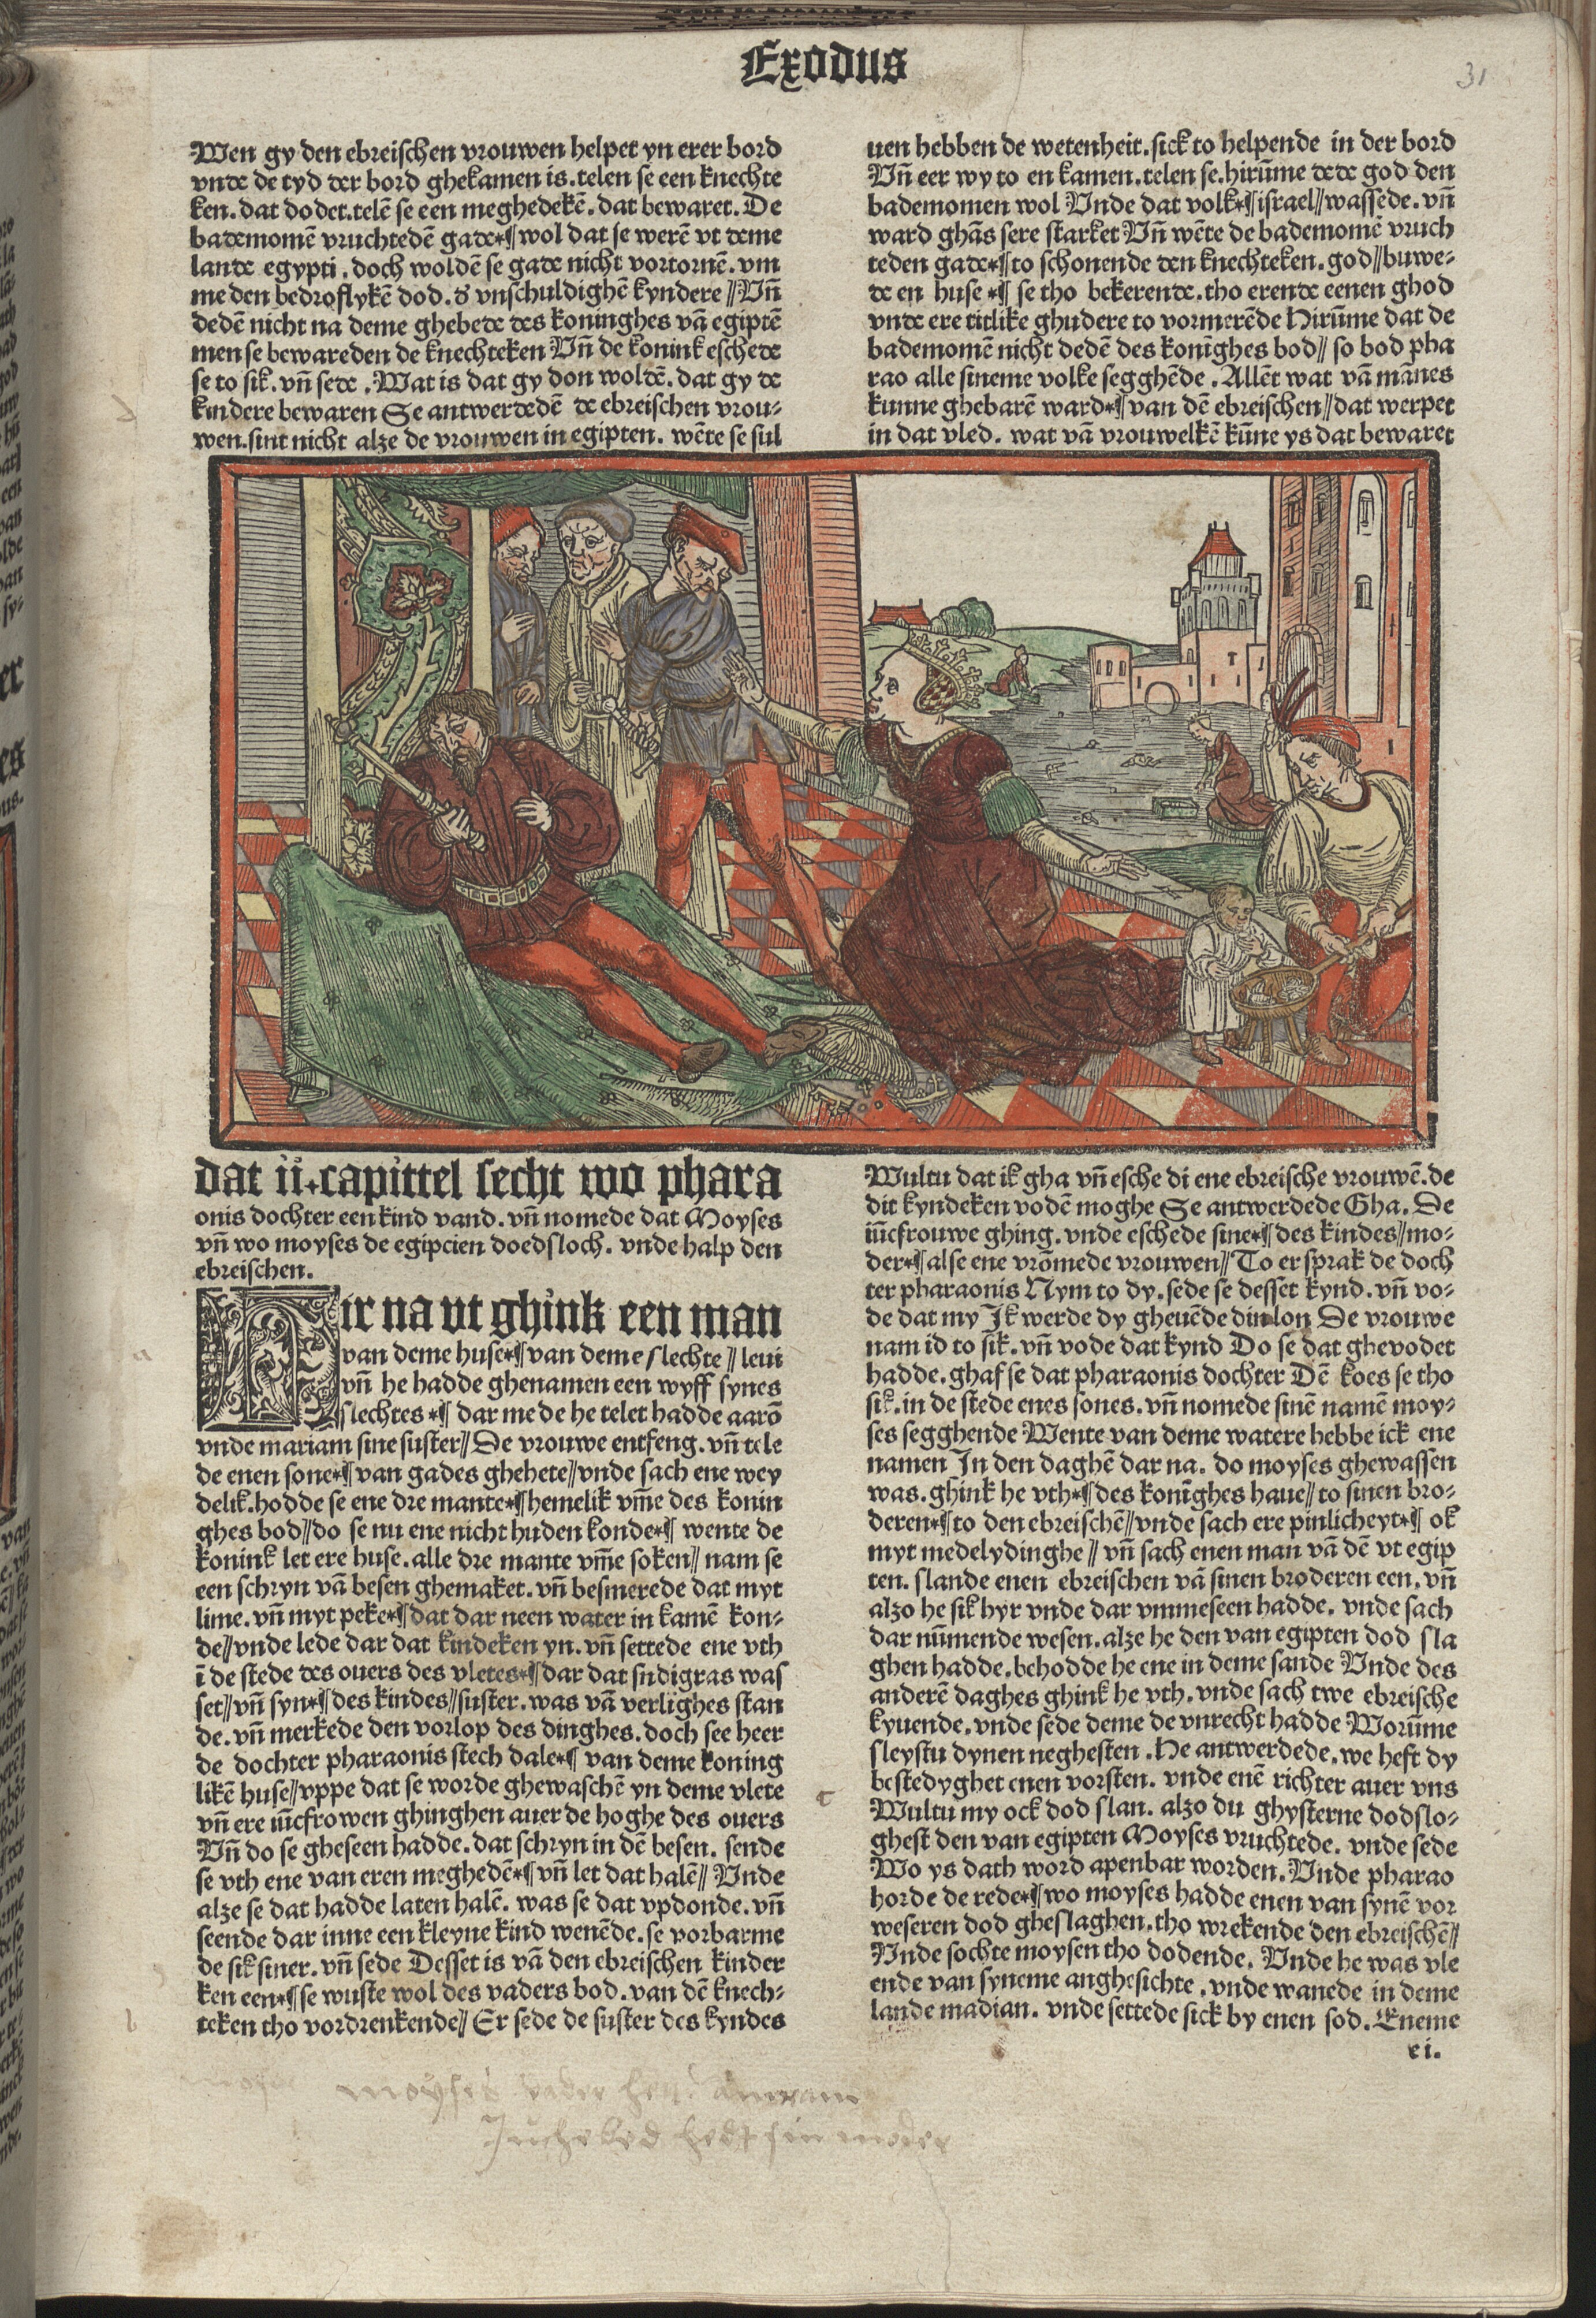 Exodus
31
Wen gy den ebreischen vrouwen helpet yn erer bord
vnde de tyd der bord ghekamen is. telen se een knechte
ken. dat dodet. telē se een meghedekē. dat bewaret. De
bademomē vruchtedē gade*¶ wol dat se werē vt deme
lande egypti. doch woldē se gade nicht vortornē. vm
me den bedroflykē dod. d vnschuldighē kyndere // Vn̄
dedē nicht na deme ghebede des koninghes vā egiptē
men se bewareden de knechteken Vn̄ de konink eschede
se to sik. vn̄ sede. Wat is dat gy don woldē. dat gy de
kindere bewaren Se antwerdedē de ebreischen vrou⸗
wen. sint nicht alze de vrouwen in egipten. wēte se sul
uen hebben de wetenheit. sick to helpende in der bord
Vn̄ eer wy to en kamen. telen se. hirūme dede god den
bademomen wol Vnde dat volk*¶ israel // wassēde. vn̄
ward ghās sere starket Vn̄ wēte de bademomē vruch
teden gade*¶ to schonende den knechteken. god // buwe⸗
de en huse*¶ se tho bekerende. tho erende eenen ghod
vnde ere titlike ghudere to vormerēde Hirūme dat de
bademomē nicht dedē des konīghes bod // so bod pha
rao alle sineme volke segghēde. Allēt wat vā mānes
kunne ghebarē ward*¶ van dē ebreischen // dat werpet
in dat vled. wat vā vrouwelkē kūne ys dat bewaret
dat ii. capittel secht wo phara
onis dochter een kind vand. vn̄ nomede dat Moyses
vn̄ wo moyses de egipcien doedsloch. vnde halp den
ebreischen.
Hir na vt ghink een man
van deme huse*¶ van deme slechte // leui
vn̄ he hadde ghenamen een wyff synes
slechtes*¶ dar me de he telet hadde aarō
vnde mariam sine suster // De vrouwe entfeng. vn̄ tele
de enen sone*¶ van gades ghehete // vnde sach ene wey
delik. hodde se ene dre mante*¶ hemelik vm̄e des konin
ghes bod // do se nu ene nicht huden konde*¶ wente de
konink let ere huse. alle dre mante vm̄e soken // nam se
een schryn vā besen ghemaket. vn̄ besmerede dat myt
lime. vn̄ myt peke*¶ dat dar neen water in kamē kon⸗
de // vnde lede dar dat kindeken yn. vn̄ settede ene vth
ī de stede des ouers des vletes*¶ dar dat sndigras was
set // vn̄ syn*¶ des kindes // suster. was vā verlighes stan
de. vn̄ merkede den vorlop des dinghes. doch see heer
de dochter pharaonis stech dale*¶ van deme koning
likē huse // vppe dat se worde ghewaschē yn deme vlete
vn̄ ere iūcfrowen ghinghen auer de hoghe des ouers
Vn̄ do se gheseen hadde. dat schryn in dē besen. sende
se vth ene van eren meghedē*¶ vn̄ let dat halē // Vnde
alze se dat hadde laten halē. was se dat vpdonde. vn̄
seende dar inne een kleyne kind wenēde. se vorbarme
de sik siner. vn̄ sede Desset is vā den ebreischen kinder
ken een*¶ se wuste wol des vaders bod. van dē knech⸗
teken tho vordrenkende // Er sede de suster des kyndes
Wultu dat ik gha vn̄ esche di ene ebreische vrouwē. de
dit kyndeken vodē moghe Se antwerdede Gha. De
iūcfrouwe ghing. vnde eschede sine*¶ des kindes // mo⸗
der*¶ alse ene vrōmede vrouwen // To er sprak de doch
ter pharaonis Nym to dy. sede se desset kynd. vn̄ vo⸗
de dat my Ik werde dy gheuēde din lon De vrouwe
nam id to sik. vn̄ vode dat kynd Do se dat ghevodet
hadde. ghaf se dat pharaonis dochter Dē koes se tho
sik. in de stede enes sones. vn̄ nomede sinē namē moy⸗
ses segghende Wente van deme watere hebbe ick ene
namen In den daghē dar na. do moyses ghewassen
was. ghink he vth*¶ des konīghes haue // to sinen bro⸗
deren*¶ to den ebreischē // vnde sach ere pinlicheyt*¶ ok
myt medelydinghe // vn̄ sach enen man vā dē vt egip
ten. slande enen ebreischen vā sinen broderen een. vn̄
alzo he sik hyr vnde dar vmmeseen hadde. vnde sach
dar nūmende wesen. alze he den van egipten dod sla
ghen hadde. behodde he ene in deme sande Vnde des
anderē daghes ghink he vth. vnde sach twe ebreische
kyuende. vnde sede deme de vnrecht hadde Worūme
sleystu dynen neghesten. He antwerdede. we heft dy
bestedyghet enen vorsten. vnde enē richter auer vns
Wultu my ock dod slan. alzo du ghysterne dodslo⸗
ghest den van egipten Moyses vruchtede. vnde sede
Wo ys dath word apenbar worden. Vnde pharao
horde de rede*¶ wo moyses hadde enen van synē vor
weseren dod gheslaghen. tho wrekende den ebreischē //
Vnde sochte moysen tho dodende. Vnde he was vle
ende van syneme anghesichte. vnde wanede in deme
lande madian. vnde settede sick by enen sod. Eneme
ei.
moyses vader amram
sin moder